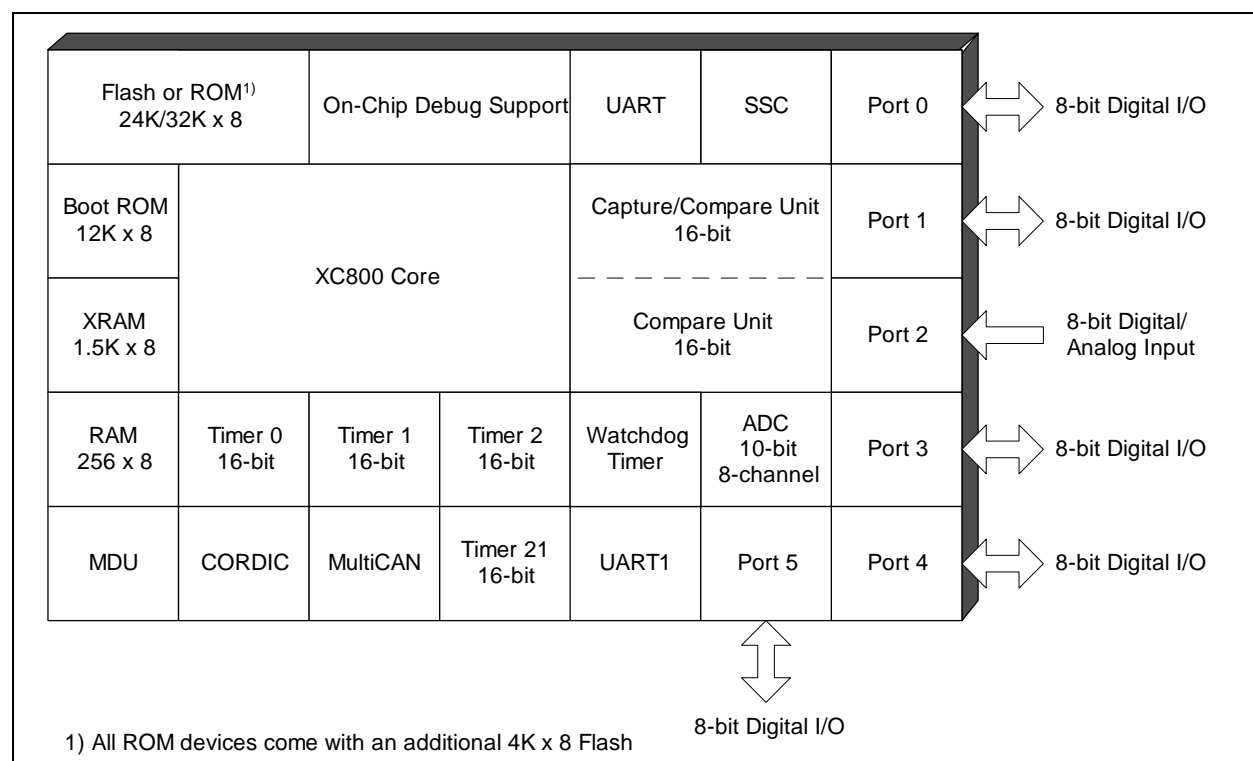 Flash or ROM1)
24K/32K x 8
On-Chip Debug Support
UART
SSC
Port 0
8-bit Digital I/O
Boot ROM
12K x 8
XC800 Core
Capture/Compare Unit
16-bit
Port 1
8-bit Digital I/O
XRAM
1.5K x 8
Compare Unit
16-bit
Port 2
8-bit Digital/
Analog Input
RAM
256 x 8
Timer 0
16-bit
Timer 1
16-bit
Timer 2
16-bit
Watchdog
Timer
ADC
10-bit
8-channel
Port 3
8-bit Digital I/O
MDU
CORDIC
MultiCAN
Timer 21
16-bit
UART1
Port 5
Port 4
8-bit Digital I/O
8-bit Digital I/O
1) All ROM devices come with an additional 4K x 8 Flash